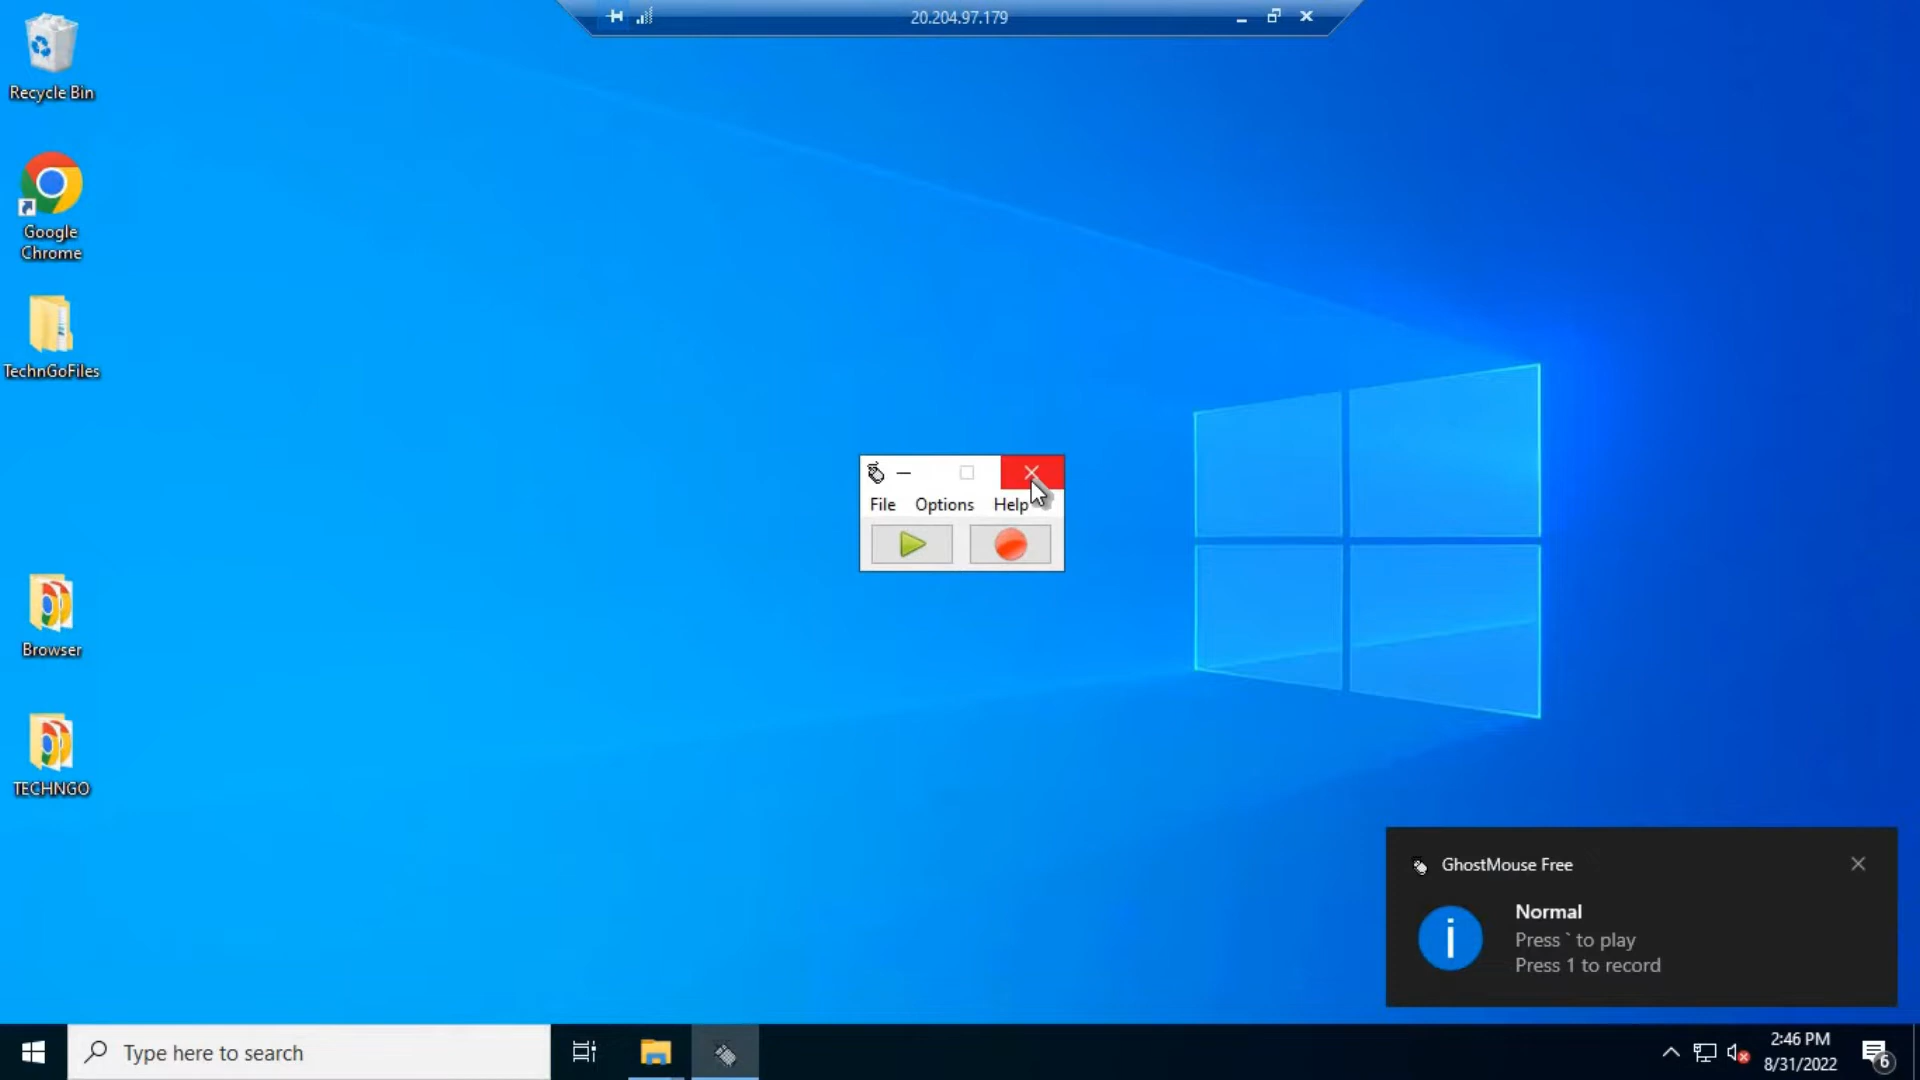 20.204.97.179
Recycle Bin
Google
Chrome
TechnGoFiles
Browser
TECHNGO
File Options Help
GhostMouse Free
Normal
Press ` to play
Press 1 to record
Type here to search
2:46 PM
8/31/2022
6